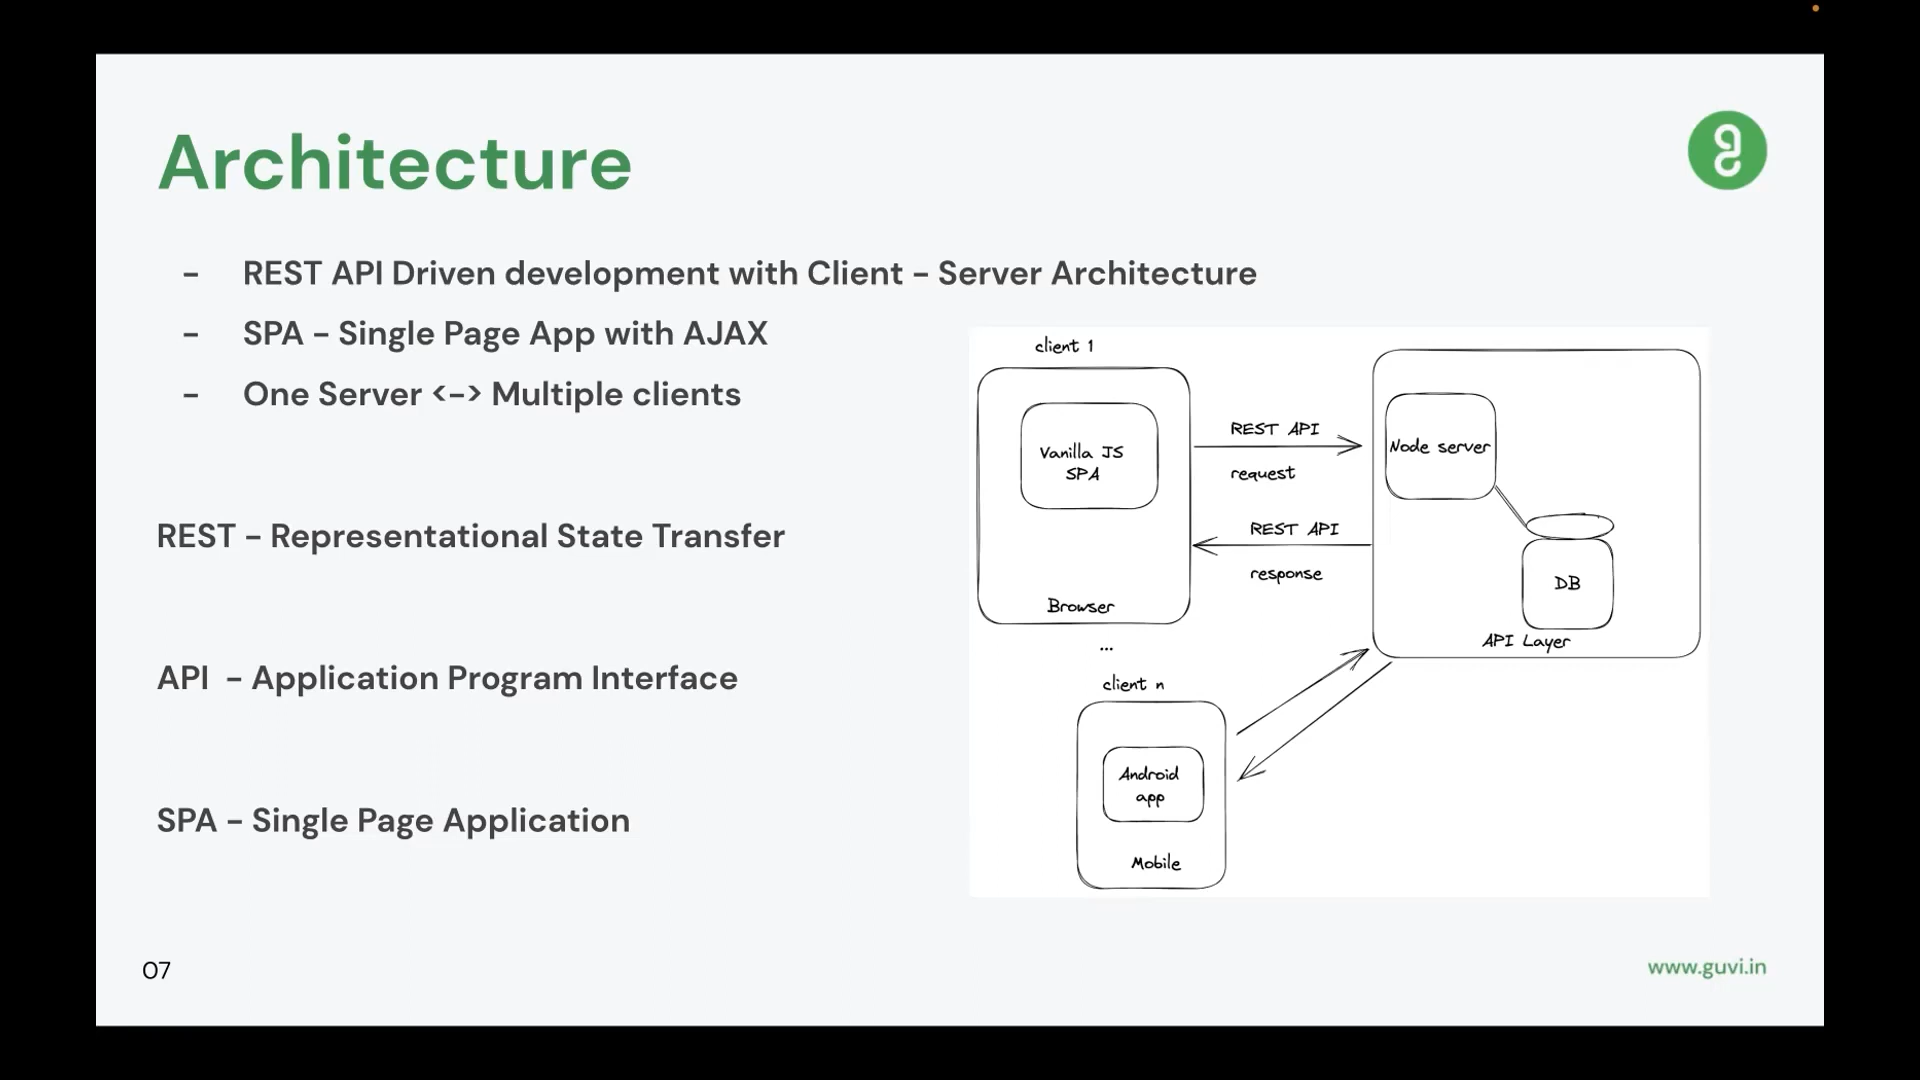 Architecture
- REST API Driven development with Client – Server Architecture
- SPA – Single Page App with AJAX
- One Server <-> Multiple clients
REST – Representational State Transfer
API – Application Program Interface
SPA – Single Page Application
client 1
Vanilla JS
SPA
Browser
REST API
request
REST API
response
Node server
DB
API Layer
...
client n
Android
app
Mobile
07
www.guvi.in